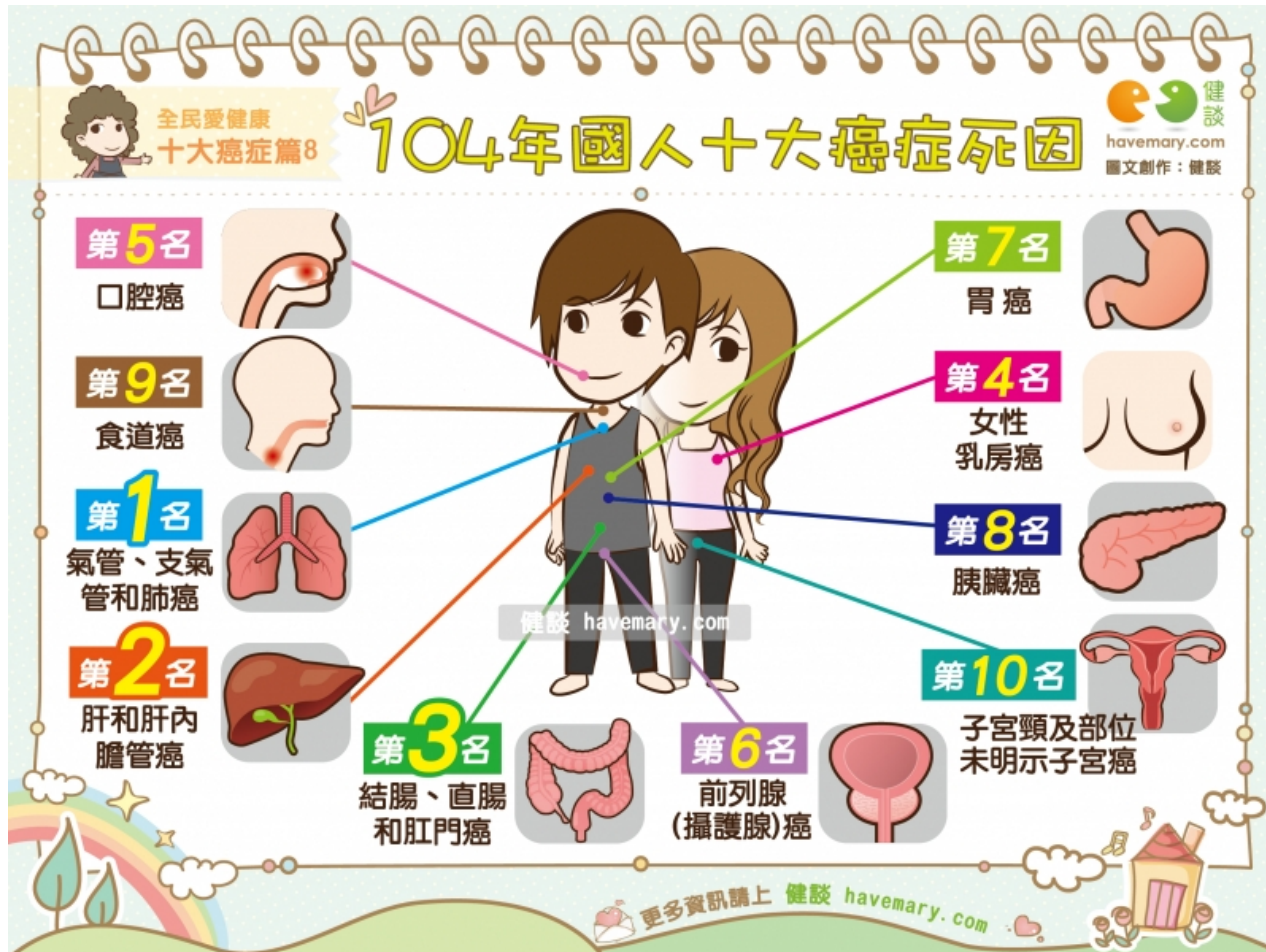 全民愛健康
十大癌症篇8
104年國人十大癌症死因
健談
havemary.com
圖文創作：健談
第5名
口腔癌
第9名
食道癌
第1名
氣管、支氣
管和肺癌
第2名
肝和肝內
膽管癌
第3名
結腸、直腸
和肛門癌
第6名
前列腺
(攝護腺)癌
第7名
胃癌
第4名
女性
乳房癌
第8名
胰臟癌
第10名
子宮頸及部位
未明示子宮癌
健談 havemary.com
更多資訊請上 健談 havemary.com